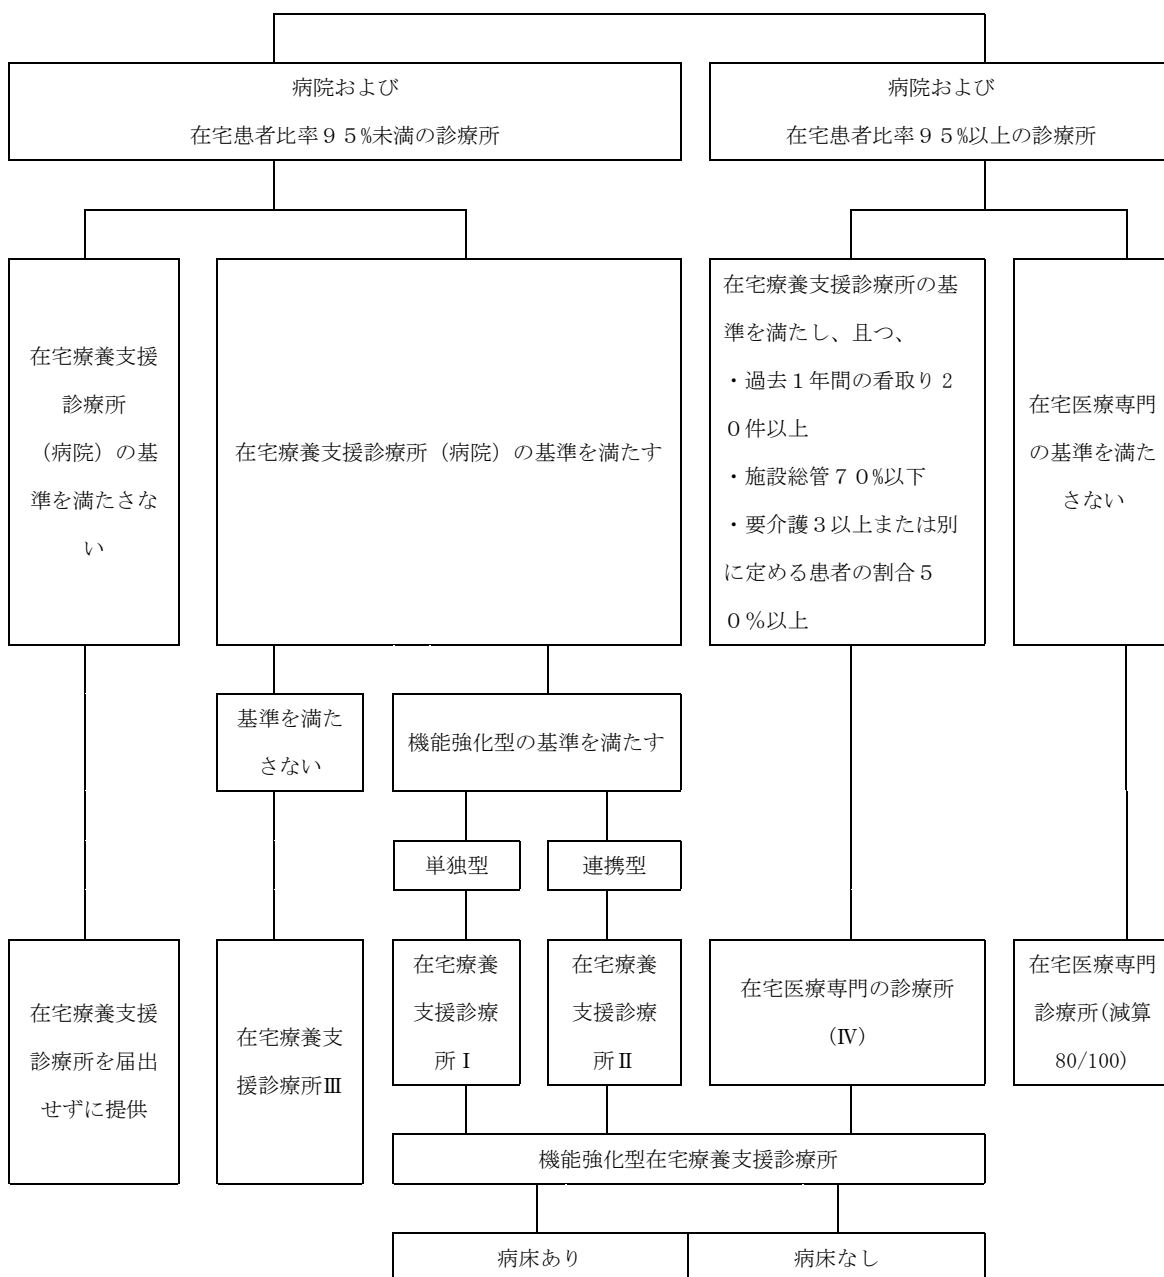 病院および
在宅患者比率９５%未満の診療所
病院および
在宅患者比率９５%以上の診療所
在宅療養支援
診療所
（病院）の基
準を満たさな
い
在宅療養支援診療所（病院）の基準を満たす
在宅療養支援診療所の基
準を満たし、且つ、
・過去１年間の看取り２
０件以上
・施設総管７０%以下
・要介護３以上または別
に定める患者の割合５
０％以上
在宅医療専門
の基準を満た
さない
基準を満た
さない
機能強化型の基準を満たす
単独型
連携型
在宅療養支援
診療所を届出
せずに提供
在宅療養支
援診療所Ⅲ
在宅療養
支援診療
所Ⅰ
在宅療養
支援診療
所Ⅱ
在宅医療専門の診療所
(Ⅳ)
在宅医療専門
診療所(減算
80/100)
機能強化型在宅療養支援診療所
病床あり
病床なし